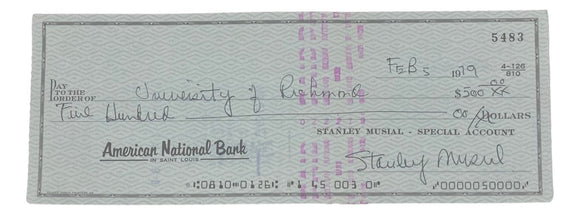 5483
FEB 5 1979 4-126
810
PAY
TO THE
ORDER OF University of Richmond $500 00/XX
Five Hundred 00/ DOLLARS
STANLEY MUSIAL - SPECIAL ACCOUNT
American National Bank
IN SAINT LOUIS
Stanley Musial
⑆0810⑉0126⑆ 1 45 003 0⑈ ⑈0000050000⑈